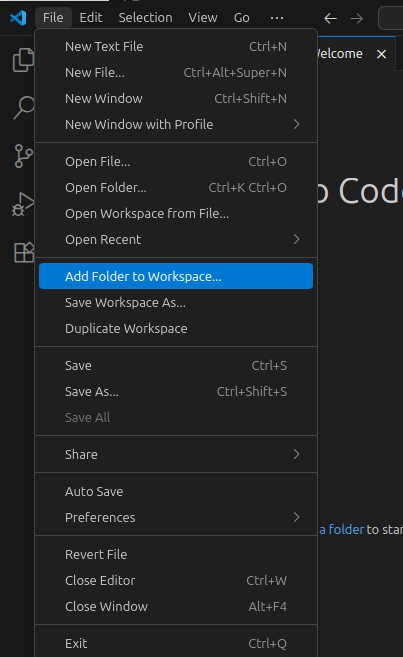 File Edit Selection View Go ...
New Text File Ctrl+N
New File... Ctrl+Alt+Super+N
New Window Ctrl+Shift+N
New Window with Profile
Open File... Ctrl+O
Open Folder... Ctrl+K Ctrl+O
Open Workspace from File...
Open Recent
Add Folder to Workspace...
Save Workspace As...
Duplicate Workspace
Save Ctrl+S
Save As... Ctrl+Shift+S
Save All
Share
Auto Save
Preferences
a folder to star
Revert File
Close Editor Ctrl+W
Close Window Alt+F4
Exit Ctrl+Q